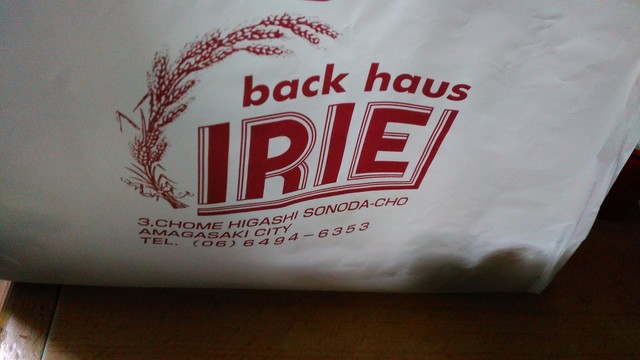 back haus
IRIE
3.CHOME HIGASHI SONODA-CHO
AMAGASAKI CITY
TEL. (06) 6494-6353